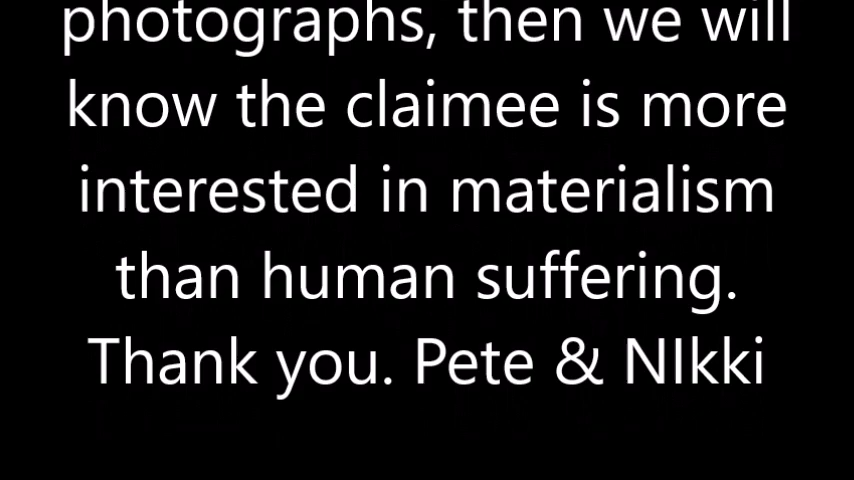 photographs, then we will
know the claimee is more
interested in materialism
than human suffering.
Thank you. Pete & NIkki